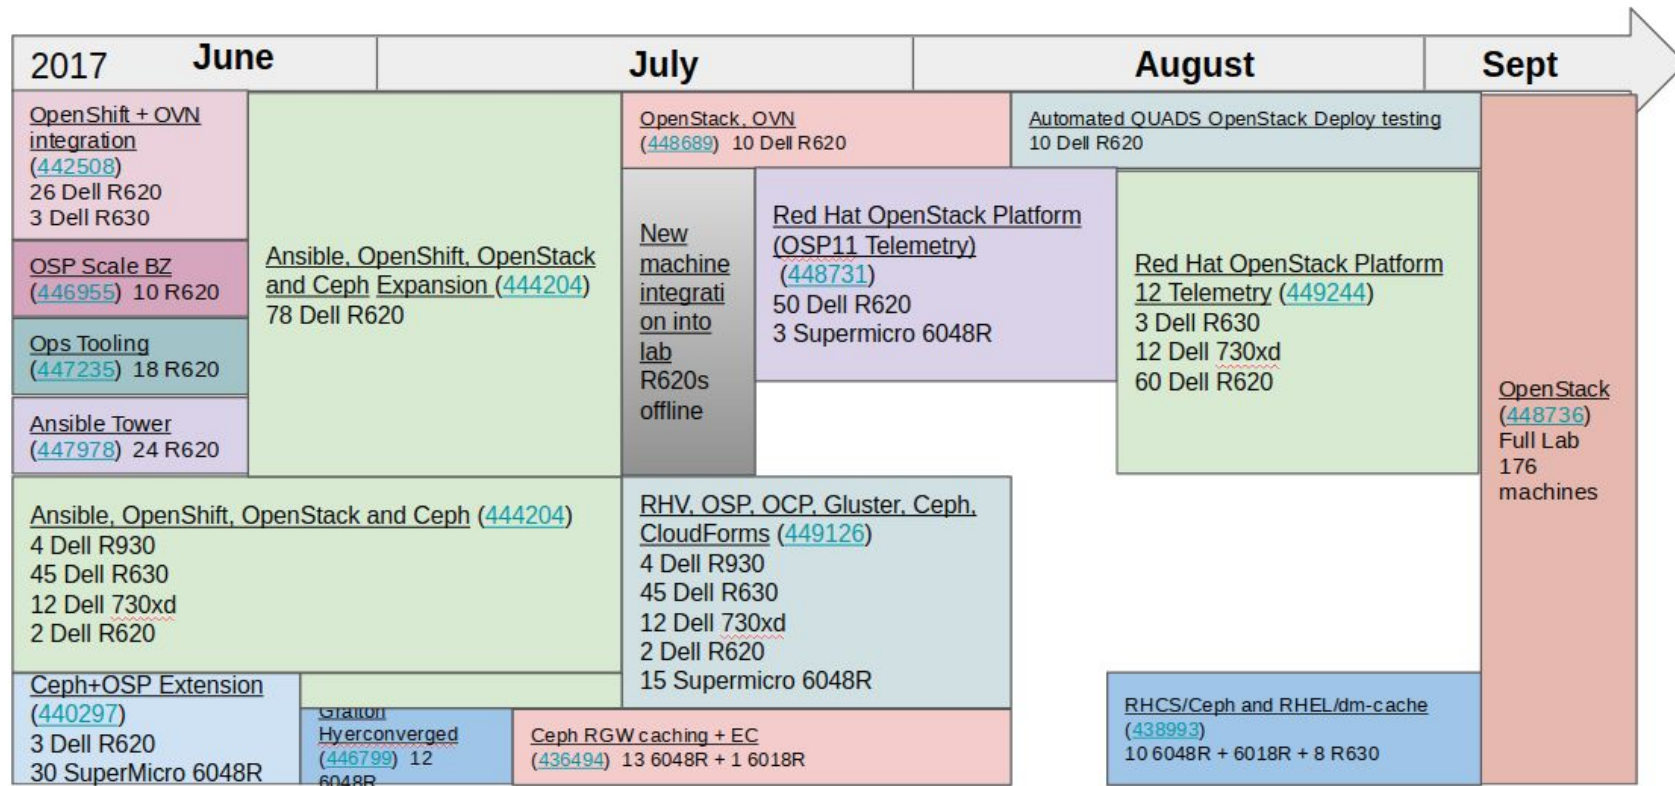 2017 June July August Sept
OpenShift + OVN
integration
(442508)
26 Dell R620
3 Dell R630
OSP Scale BZ
(446955) 10 R620
Ops Tooling
(447235) 18 R620
Ansible Tower
(447978) 24 R620
Ansible, OpenShift, OpenStack
and Ceph Expansion (444204)
78 Dell R620
OpenStack, OVN
(448689) 10 Dell R620
Automated QUADS OpenStack Deploy testing
10 Dell R620
New
machine
integrati
on into
lab
R620s
offline
Red Hat OpenStack Platform
(OSP11 Telemetry)
(448731)
50 Dell R620
3 Supermicro 6048R
Red Hat OpenStack Platform
12 Telemetry (449244)
3 Dell R630
12 Dell 730xd
60 Dell R620
OpenStack
(448736)
Full Lab
176
machines
Ansible, OpenShift, OpenStack and Ceph (444204)
4 Dell R930
45 Dell R630
12 Dell 730xd
2 Dell R620
RHV, OSP, OCP, Gluster, Ceph,
CloudForms (449126)
4 Dell R930
45 Dell R630
12 Dell 730xd
2 Dell R620
15 Supermicro 6048R
Ceph+OSP Extension
(440297)
3 Dell R620
30 SuperMicro 6048R
Grafton
Hyerconverged
(446799) 12
6048R
Ceph RGW caching + EC
(436494) 13 6048R + 1 6018R
RHCS/Ceph and RHEL/dm-cache
(438993)
10 6048R + 6018R + 8 R630